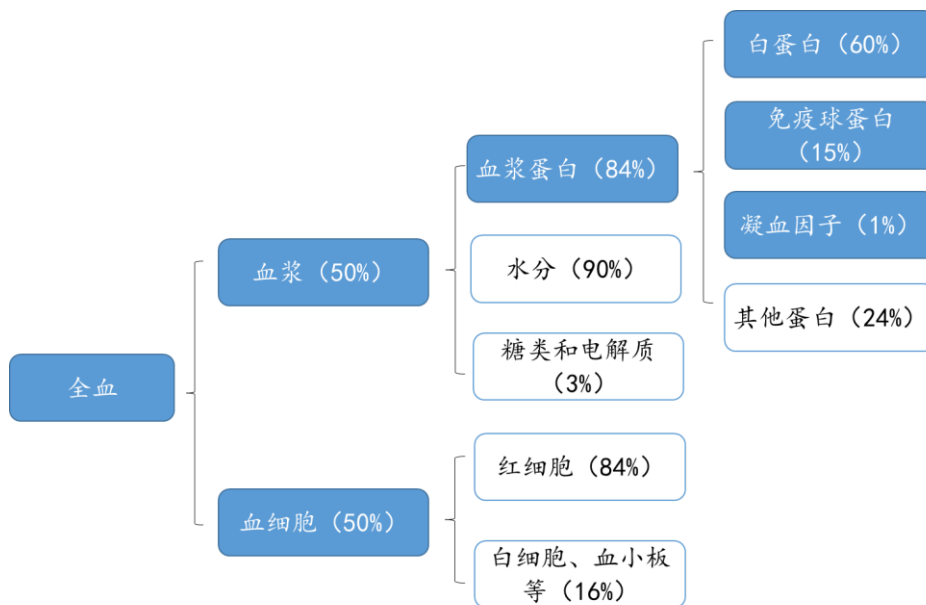 全血
血浆（50%）
血细胞（50%）
血浆蛋白（84%）
水分（90%）
糖类和电解质
（3%）
红细胞（84%）
白细胞、血小板
等（16%）
白蛋白（60%）
免疫球蛋白
（15%）
凝血因子（1%）
其他蛋白（24%）